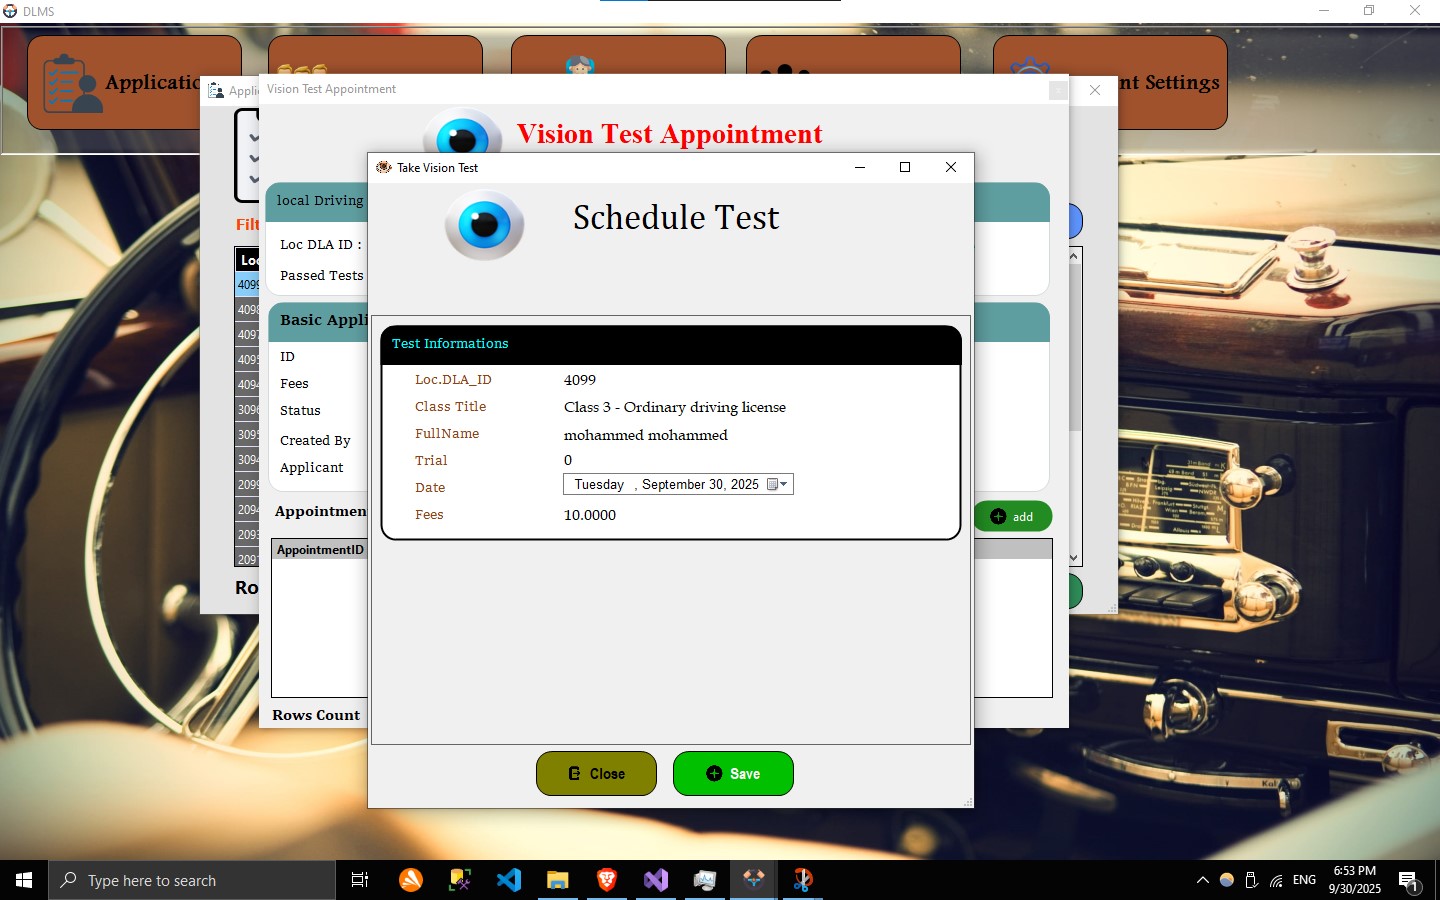 DLMS
Applicatio
nt Settings
Appli
Vision Test Appointment
Vision Test Appointment
Take Vision Test
Schedule Test
local Driving
Filt
Loc DLA ID :
Passed Tests
Loc
4099
4098
4097
4095
4094
3096
3095
3094
2099
2094
2093
209
Basic Appli
ID
Fees
Status
Created By
Applicant
Test Informations
Loc.DLA_ID 4099
Class Title Class 3 - Ordinary driving license
FullName mohammed mohammed
Trial 0
Date Tuesday , September 30, 2025
Fees 10.0000
Appointmen
add
AppointmentID
Ro
Rows Count
Close
Save
Type here to search
ENG
6:53 PM
9/30/2025
1